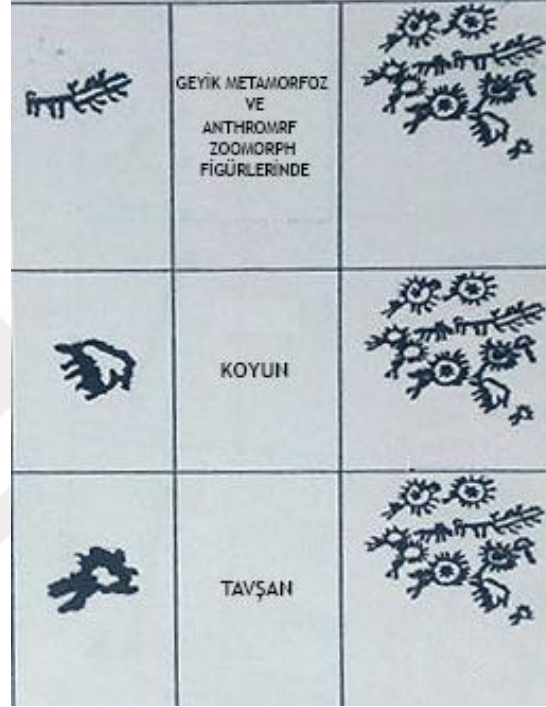 GEYİK METAMORFOZ
VE
ANTHROMRF
ZOOMORPH
FİGÜRLERİNDE
KOYUN
TAVŞAN